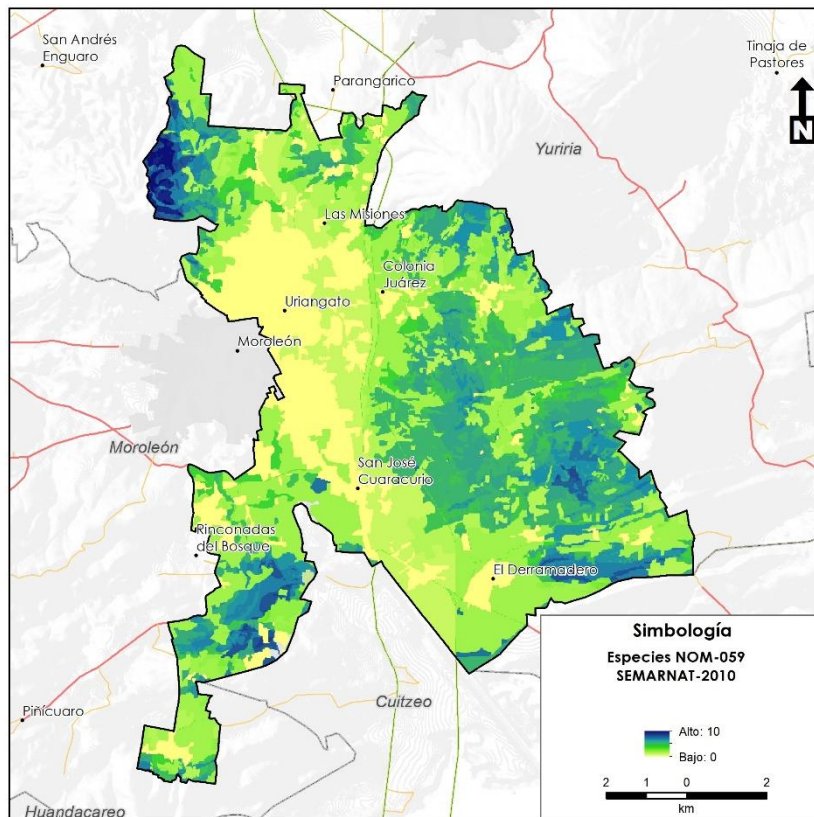 San Andrés
Enguaro
Parangarico
Tinaja de
Pastores
N
Yuriria
Las Misiones
Colonia
Juárez
Uriangato
Moroleón
Moroleón
San José
Cuaracurio
Rinconadas
del Bosque
El Derramadero
Piñícuaro
Cuitzeo
Huandacareo
Simbología
Especies NOM-059
SEMARNAT-2010
Alto: 10
Bajo: 0
2 1 0 2
km